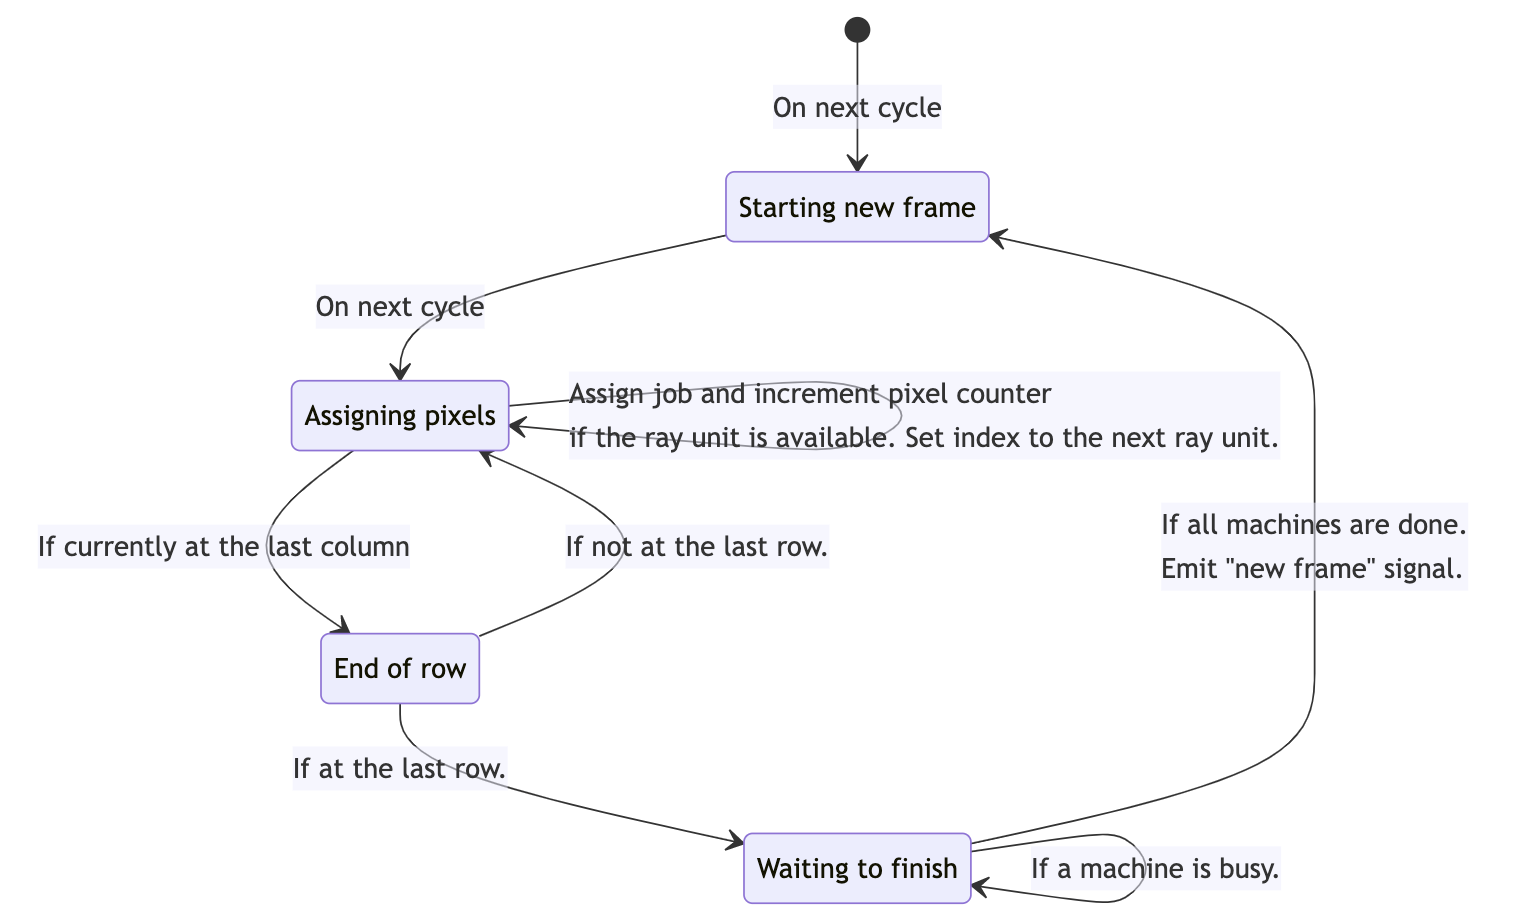 On next cycle
Starting new frame
On next cycle
Assigning pixels
Assign job and increment pixel counter
if the ray unit is available. Set index to the next ray unit.
If currently at the last column
If not at the last row.
If all machines are done.
Emit "new frame" signal.
End of row
If at the last row.
Waiting to finish
If a machine is busy.